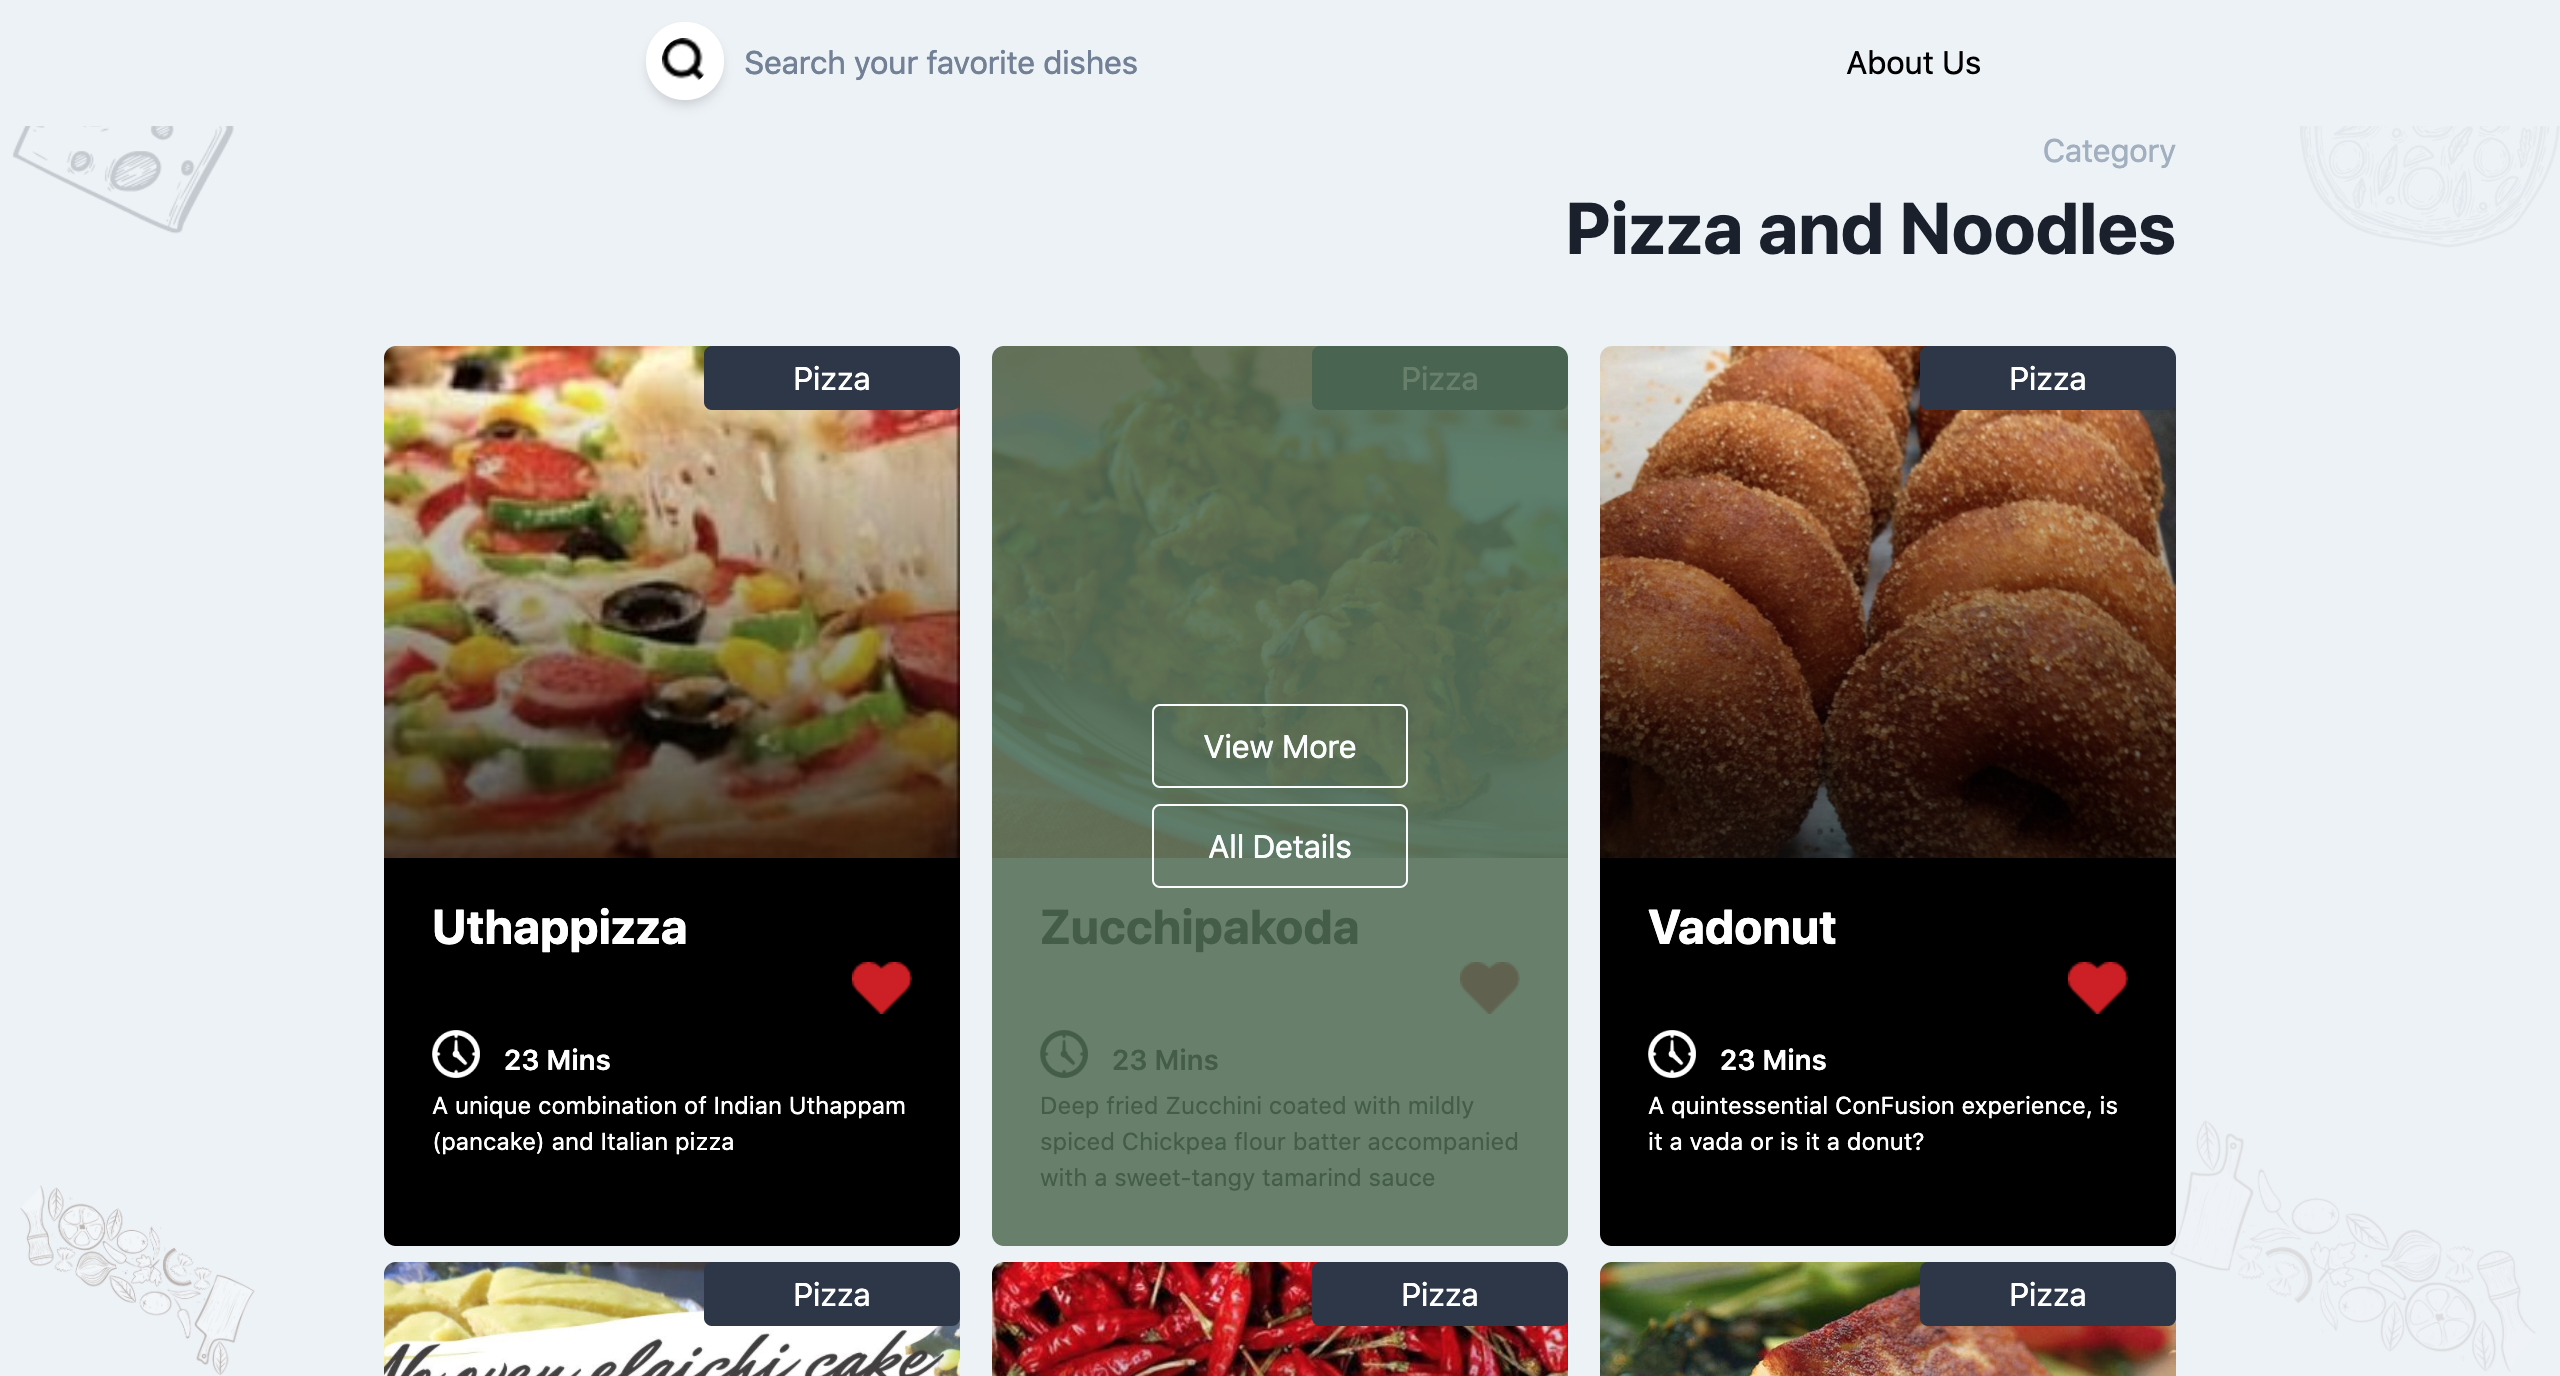 Search your favorite dishes
About Us
Category
Pizza and Noodles
Pizza
Pizza
Pizza
View More
All Details
Uthappizza
23 Mins
A unique combination of Indian Uthappam
(pancake) and Italian pizza
Zucchipakoda
23 Mins
Deep fried Zucchini coated with mildly
spiced Chickpea flour batter accompanied
with a sweet-tangy tamarind sauce
Vadonut
23 Mins
A quintessential ConFusion experience, is
it a vada or is it a donut?
Pizza
No oven elaichi cake
Pizza
Pizza